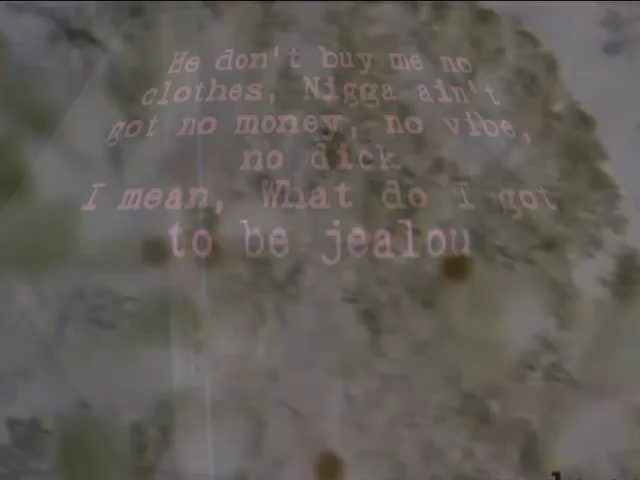 He don't buy me no
clothes, Nigga ain't
got no money, no vibe,
no dick
I mean, What do I got
to be jealou